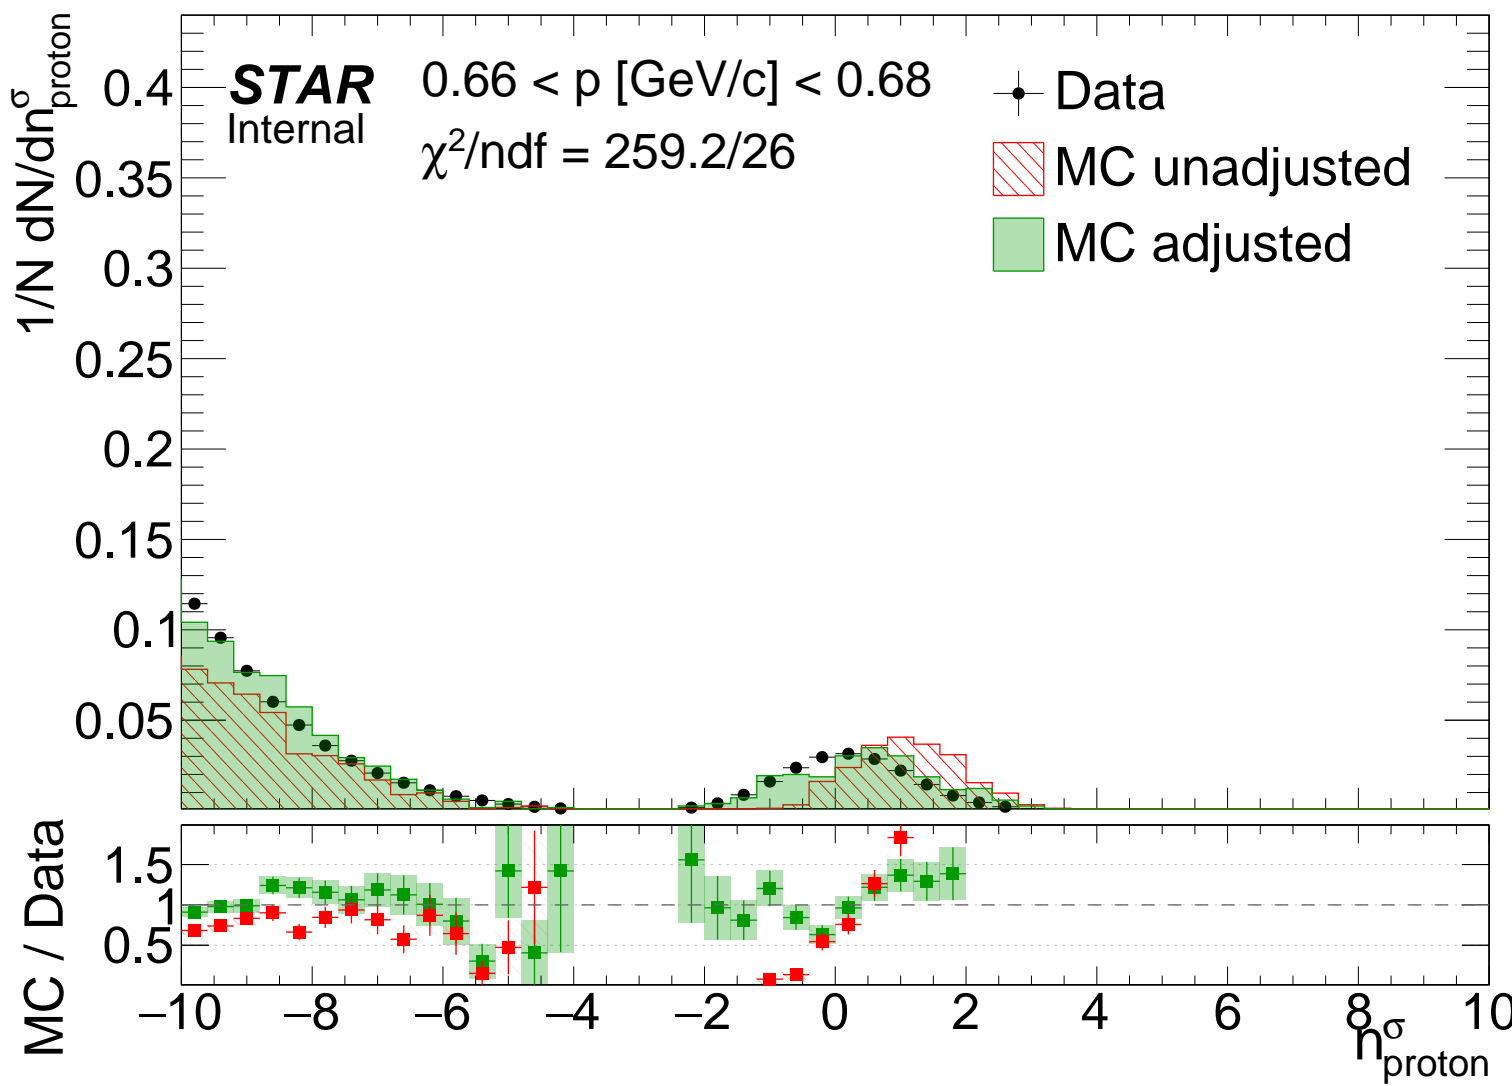 1/N dN/dn^σ_proton
STAR
Internal
0.66 < p [GeV/c] < 0.68
χ²/ndf = 259.2/26
Data
MC unadjusted
MC adjusted
0.4
0.35
0.3
0.25
0.2
0.15
0.1
0.05
MC / Data
1.5
1
0.5
−10 −8 −6 −4 −2 0 2 4 6 8 10
n^σ_proton